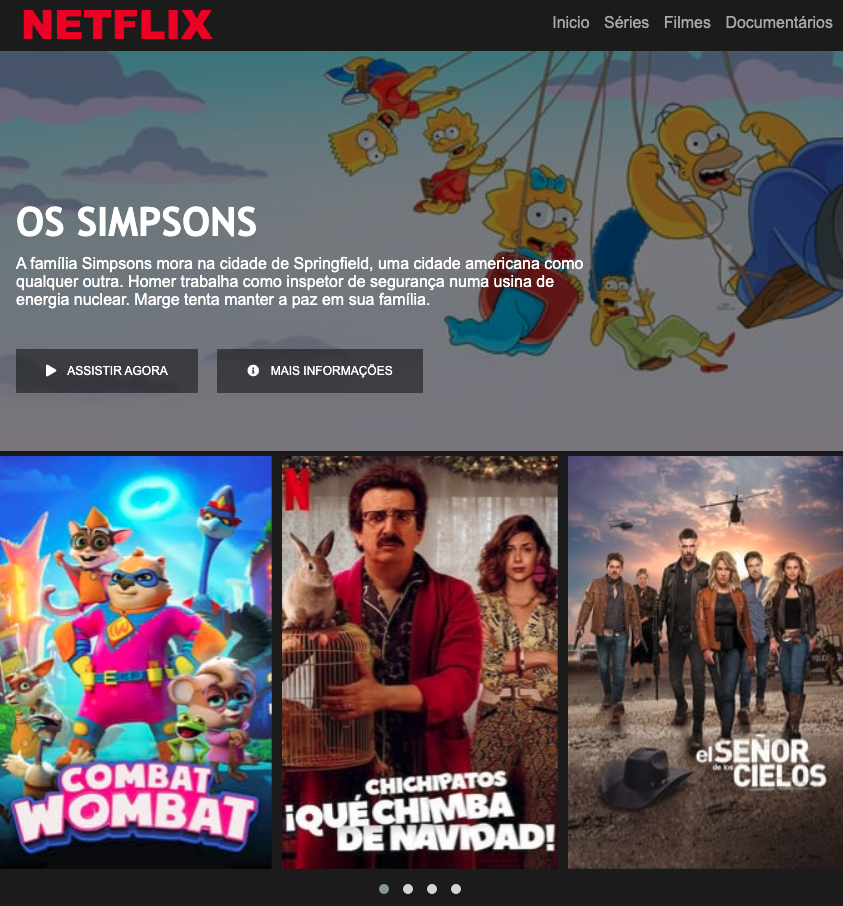 NETFLIX
Inicio Séries Filmes Documentários
OS SIMPSONS
A família Simpsons mora na cidade de Springfield, uma cidade americana como
qualquer outra. Homer trabalha como inspetor de segurança numa usina de
energia nuclear. Marge tenta manter a paz em sua família.
ASSISTIR AGORA MAIS INFORMAÇÕES
N
W
COMBAT
WOMBAT
CHICHIPATOS
¡QUÉ CHIMBA
DE NAVIDAD!
el SEÑOR
de los CIELOS